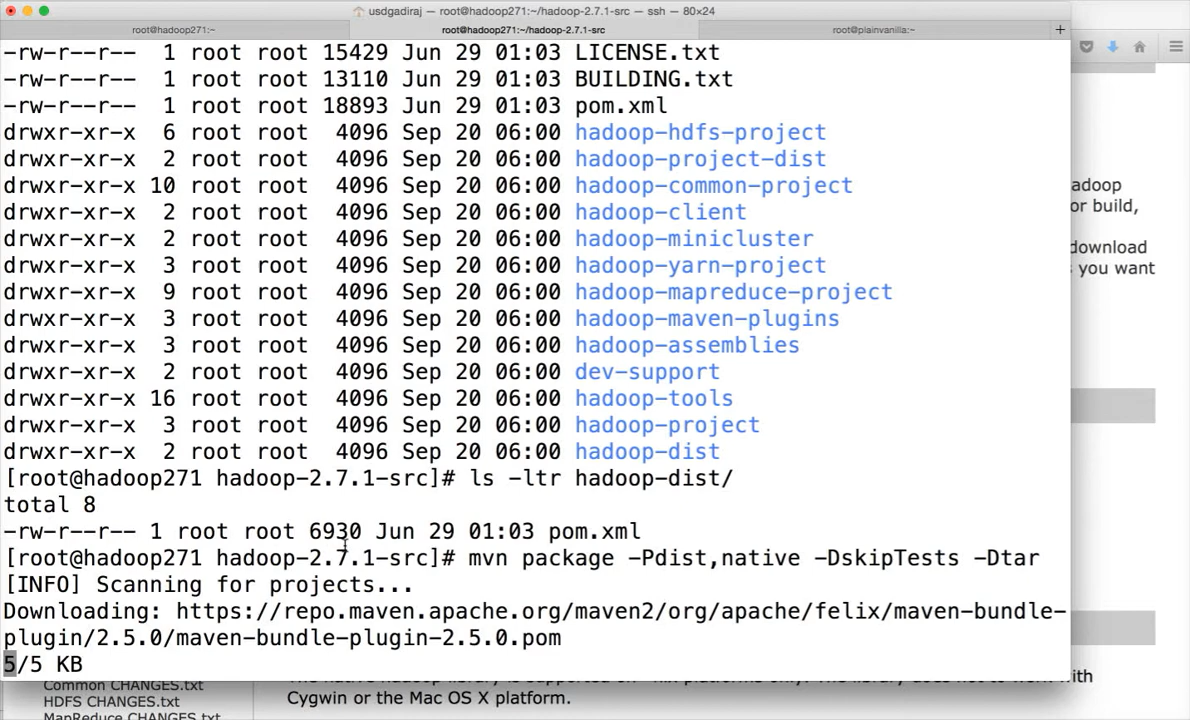 usdgadiraj — root@hadoop271:~/hadoop-2.7.1-src — ssh — 80×24
root@hadoop271:~ root@hadoop271:~/hadoop-2.7.1-src root@plainvanilla:~ +
-rw-r--r-- 1 root root 15429 Jun 29 01:03 LICENSE.txt
-rw-r--r-- 1 root root 13110 Jun 29 01:03 BUILDING.txt
-rw-r--r-- 1 root root 18893 Jun 29 01:03 pom.xml
drwxr-xr-x 6 root root 4096 Sep 20 06:00 hadoop-hdfs-project
drwxr-xr-x 2 root root 4096 Sep 20 06:00 hadoop-project-dist
drwxr-xr-x 10 root root 4096 Sep 20 06:00 hadoop-common-project
drwxr-xr-x 2 root root 4096 Sep 20 06:00 hadoop-client
drwxr-xr-x 2 root root 4096 Sep 20 06:00 hadoop-minicluster
drwxr-xr-x 3 root root 4096 Sep 20 06:00 hadoop-yarn-project
drwxr-xr-x 9 root root 4096 Sep 20 06:00 hadoop-mapreduce-project
drwxr-xr-x 3 root root 4096 Sep 20 06:00 hadoop-maven-plugins
drwxr-xr-x 3 root root 4096 Sep 20 06:00 hadoop-assemblies
drwxr-xr-x 2 root root 4096 Sep 20 06:00 dev-support
drwxr-xr-x 16 root root 4096 Sep 20 06:00 hadoop-tools
drwxr-xr-x 3 root root 4096 Sep 20 06:00 hadoop-project
drwxr-xr-x 2 root root 4096 Sep 20 06:00 hadoop-dist
[root@hadoop271 hadoop-2.7.1-src]# ls -ltr hadoop-dist/
total 8
-rw-r--r-- 1 root root 6930 Jun 29 01:03 pom.xml
[root@hadoop271 hadoop-2.7.1-src]# mvn package -Pdist,native -DskipTests -Dtar
[INFO] Scanning for projects...
Downloading: https://repo.maven.apache.org/maven2/org/apache/felix/maven-bundle-
plugin/2.5.0/maven-bundle-plugin-2.5.0.pom
5/5 KB
adoop
or build,
download
you want
with
Common CHANGES.txt
HDFS CHANGES.txt
Cygwin or the Mac OS X platform.